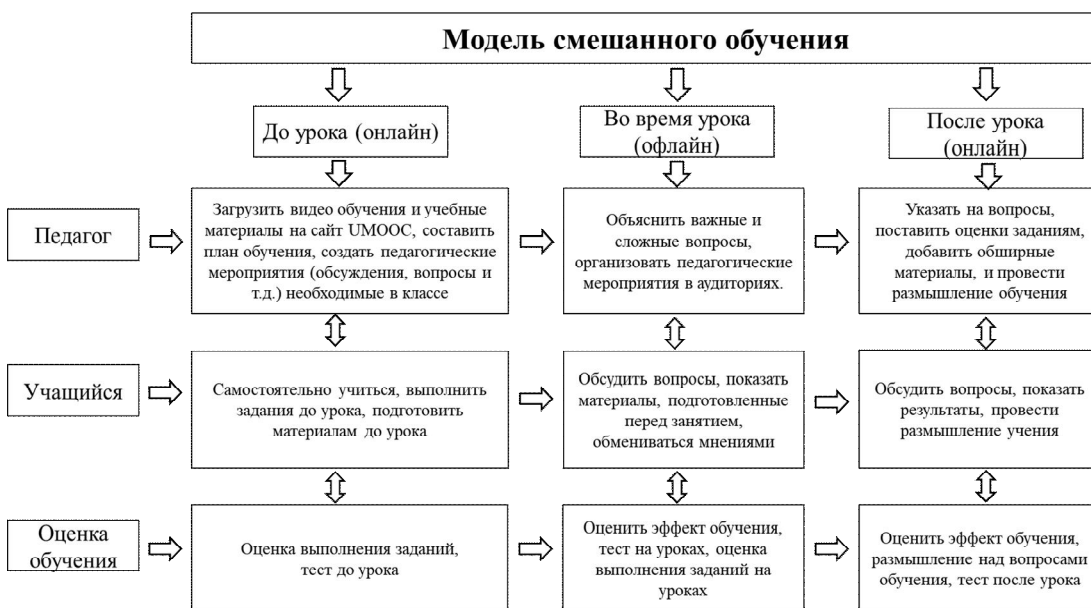 Модель смешанного обучения
До урока (онлайн)
Во время урока
(офлайн)
После урока
(онлайн)
Педагог
Загрузить видео обучения и учебные
материалы на сайт UMOOC, составить
план обучения, создать педагогические
мероприятия (обсуждения, вопросы и
т.д.) необходимые в классе
Объяснить важные и
сложные вопросы,
организовать педагогические
мероприятия в аудиториях.
Указать на вопросы,
поставить оценки заданиям,
добавить обширные
материалы, и провести
размышление обучения
Учащийся
Самостоятельно учиться, выполнить
задания до урока, подготовить
материалам до урока
Обсудить вопросы, показать
материалы, подготовленные
перед занятием,
обмениваться мнениями
Обсудить вопросы, показать
результаты, провести
размышление учения
Оценка
обучения
Оценка выполнения заданий,
тест до урока
Оценить эффект обучения,
тест на уроках, оценка
выполнения заданий на
уроках
Оценить эффект обучения,
размышление над вопросами
обучения, тест после урока